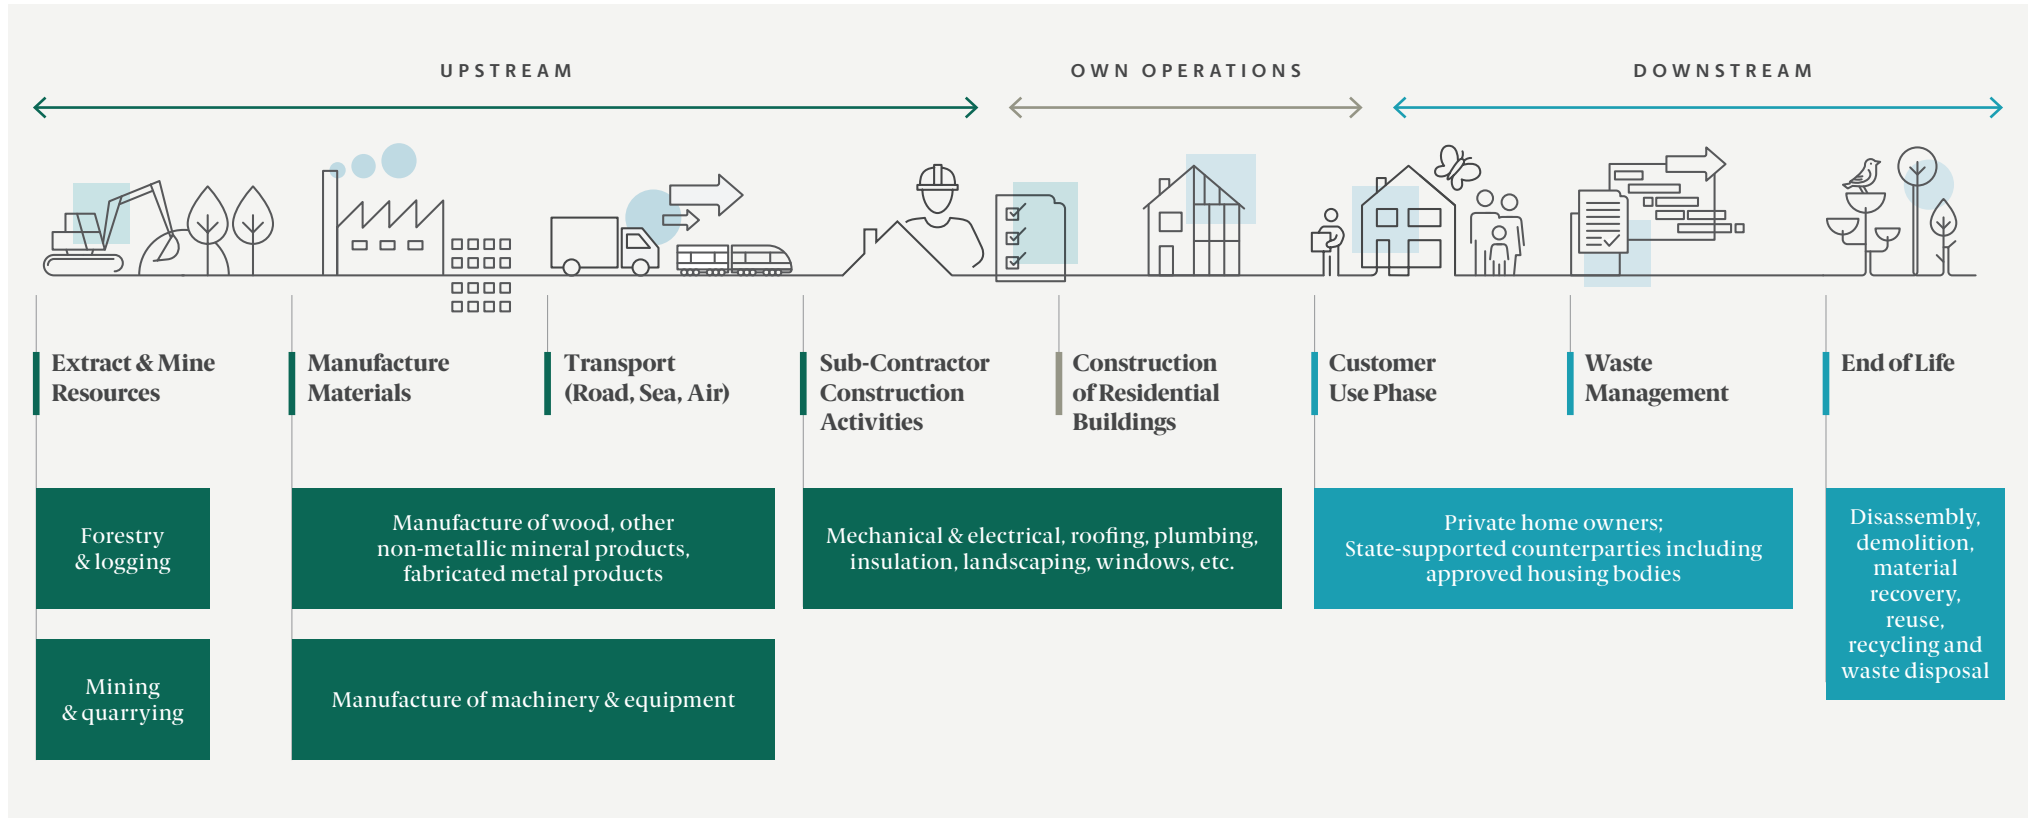 UPSTREAM
OWN OPERATIONS
DOWNSTREAM
Extract & Mine
Resources
Manufacture
Materials
Transport
(Road, Sea, Air)
Sub-Contractor
Construction
Activities
Construction
of Residential
Buildings
Customer
Use Phase
Waste
Management
End of Life
Forestry
& logging
Manufacture of wood, other
non-metallic mineral products,
fabricated metal products
Mechanical & electrical, roofing, plumbing,
insulation, landscaping, windows, etc.
Private home owners;
State-supported counterparties including
approved housing bodies
Disassembly,
demolition,
material
recovery,
reuse,
recycling and
waste disposal
Mining
& quarrying
Manufacture of machinery & equipment